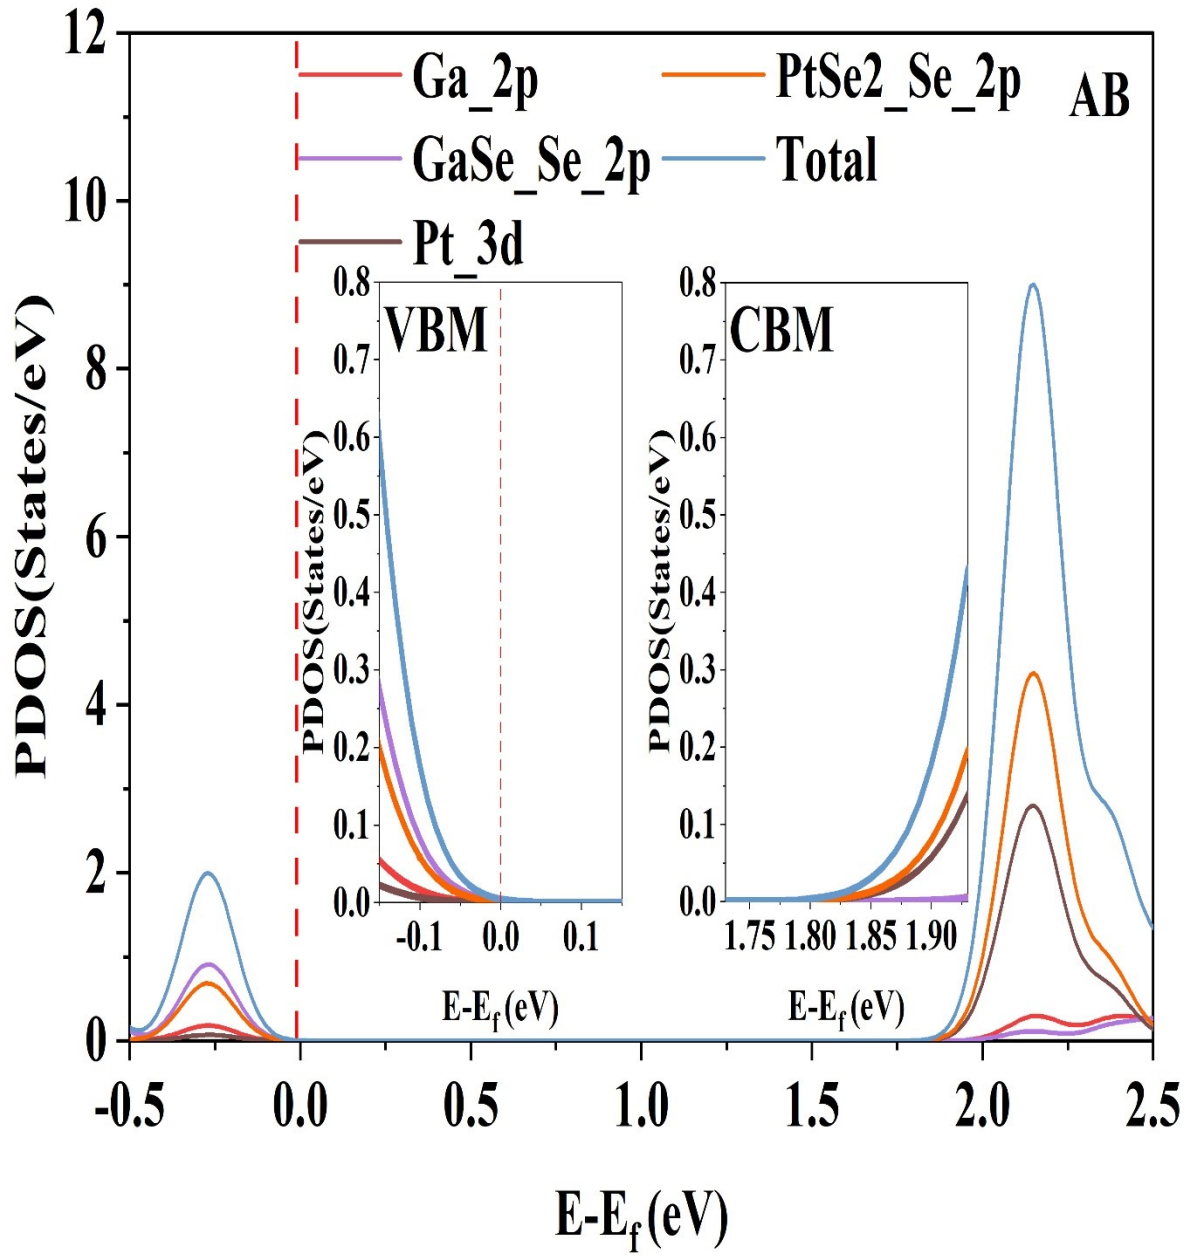 12
10
8
6
4
2
0
PDOS(States/eV)
Ga_2p
PtSe2_Se_2p
AB
GaSe_Se_2p
Total
Pt_3d
VBM
0.8
0.7
0.6
0.5
0.4
0.3
0.2
0.1
0.0
PDOS(States/eV)
-0.1 0.0 0.1
E-Ef (eV)
CBM
0.8
0.7
0.6
0.5
0.4
0.3
0.2
0.1
0.0
PDOS(States/eV)
1.75 1.80 1.85 1.90
E-Ef (eV)
-0.5 0.0 0.5 1.0 1.5 2.0 2.5
E-Ef (eV)